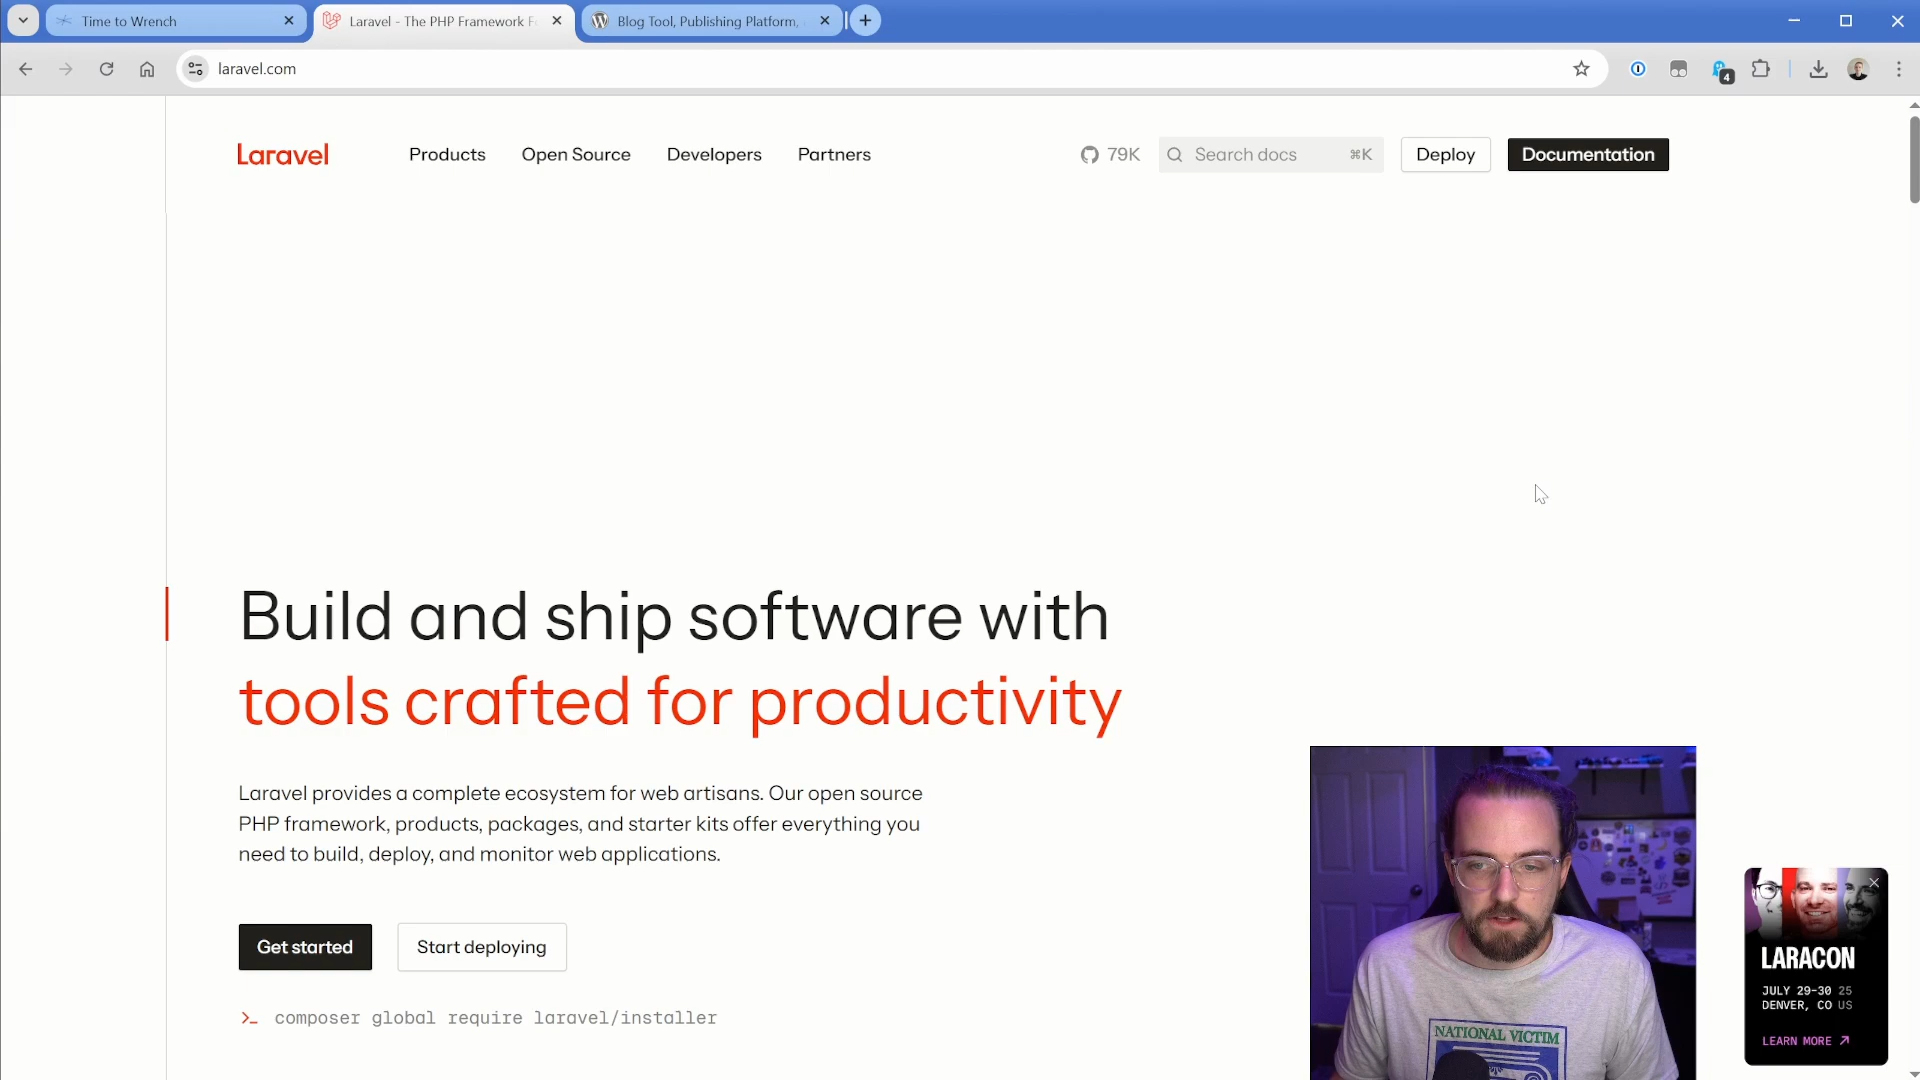 Time to Wrench
Laravel - The PHP Framework F
Blog Tool, Publishing Platform,
laravel.com
4
Laravel
Products
Open Source
Developers
Partners
79K
Search docs
⌘K
Deploy
Documentation
Build and ship software with
tools crafted for productivity
Laravel provides a complete ecosystem for web artisans. Our open source
PHP framework, products, packages, and starter kits offer everything you
need to build, deploy, and monitor web applications.
Get started
Start deploying
>_ composer global require laravel/installer
NATIONAL VICTIM
LARACON
JULY 29-30 25
DENVER, CO US
LEARN MORE